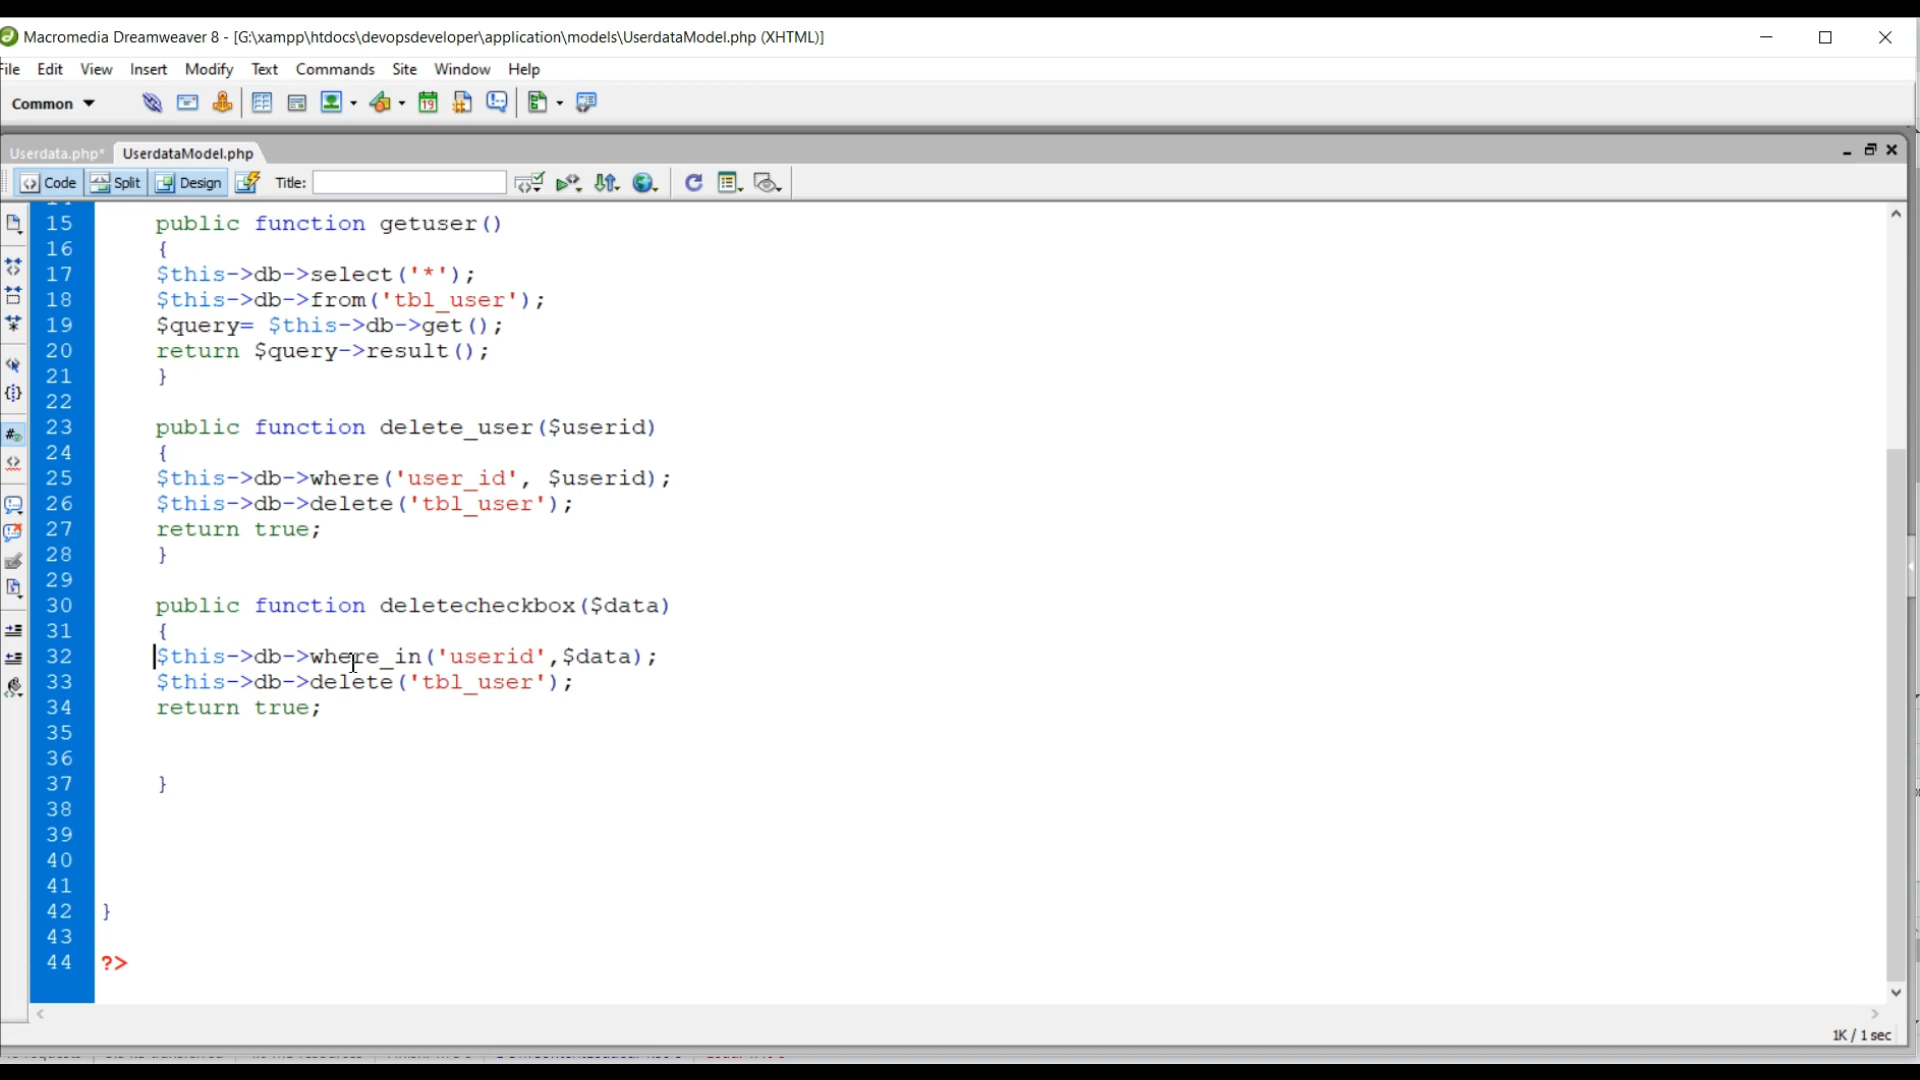 Macromedia Dreamweaver 8 - [G:\xampp\htdocs\devopsdeveloper\application\models\UserdataModel.php (XHTML)]
File Edit View Insert Modify Text Commands Site Window Help
Common
Userdata.php* UserdataModel.php
Code Split Design Title:
15 public function getuser()
16 {
17 $this->db->select('*');
18 $this->db->from('tbl_user');
19 $query= $this->db->get();
20 return $query->result();
21 }
22
23 public function delete_user($userid)
24 {
25 $this->db->where('user_id', $userid);
26 $this->db->delete('tbl_user');
27 return true;
28 }
29
30 public function deletecheckbox($data)
31 {
32 $this->db->where_in('userid',$data);
33 $this->db->delete('tbl_user');
34 return true;
35
36
37 }
38
39
40
41
42 }
43
44 ?>
1K / 1 sec